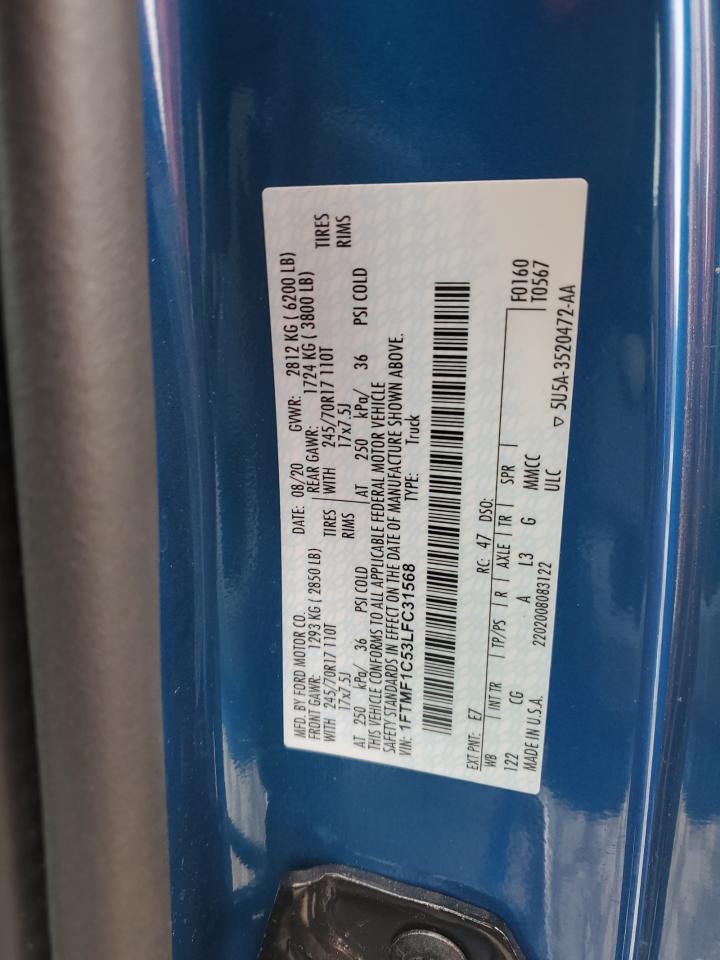 MFD. BY FORD MOTOR CO. DATE: 08/20 GVWR: 2812 KG ( 6200 LB)
FRONT GAWR: 1293 KG ( 2850 LB) REAR GAWR: 1724 KG ( 3800 LB)
WITH 245/70R17 110T TIRES WITH 245/70R17 110T TIRES
17x7.5J RIMS 17x7.5J RIMS
AT 250 kPa/ 36 PSI COLD AT 250 kPa/ 36 PSI COLD
THIS VEHICLE CONFORMS TO ALL APPLICABLE FEDERAL MOTOR VEHICLE
SAFETY STANDARDS IN EFFECT ON THE DATE OF MANUFACTURE SHOWN ABOVE.
VIN: 1FTMF1C53LFC31568 TYPE: Truck
EXT PNT: E7 RC: 47 DSO:
WB INT TR TP/PS R AXLE TR SPR F0160
122 CG A L3 G MMCC T0567
MADE IN U.S.A. 2202008083122 ULC
▽ 5U5A-3520472-AA